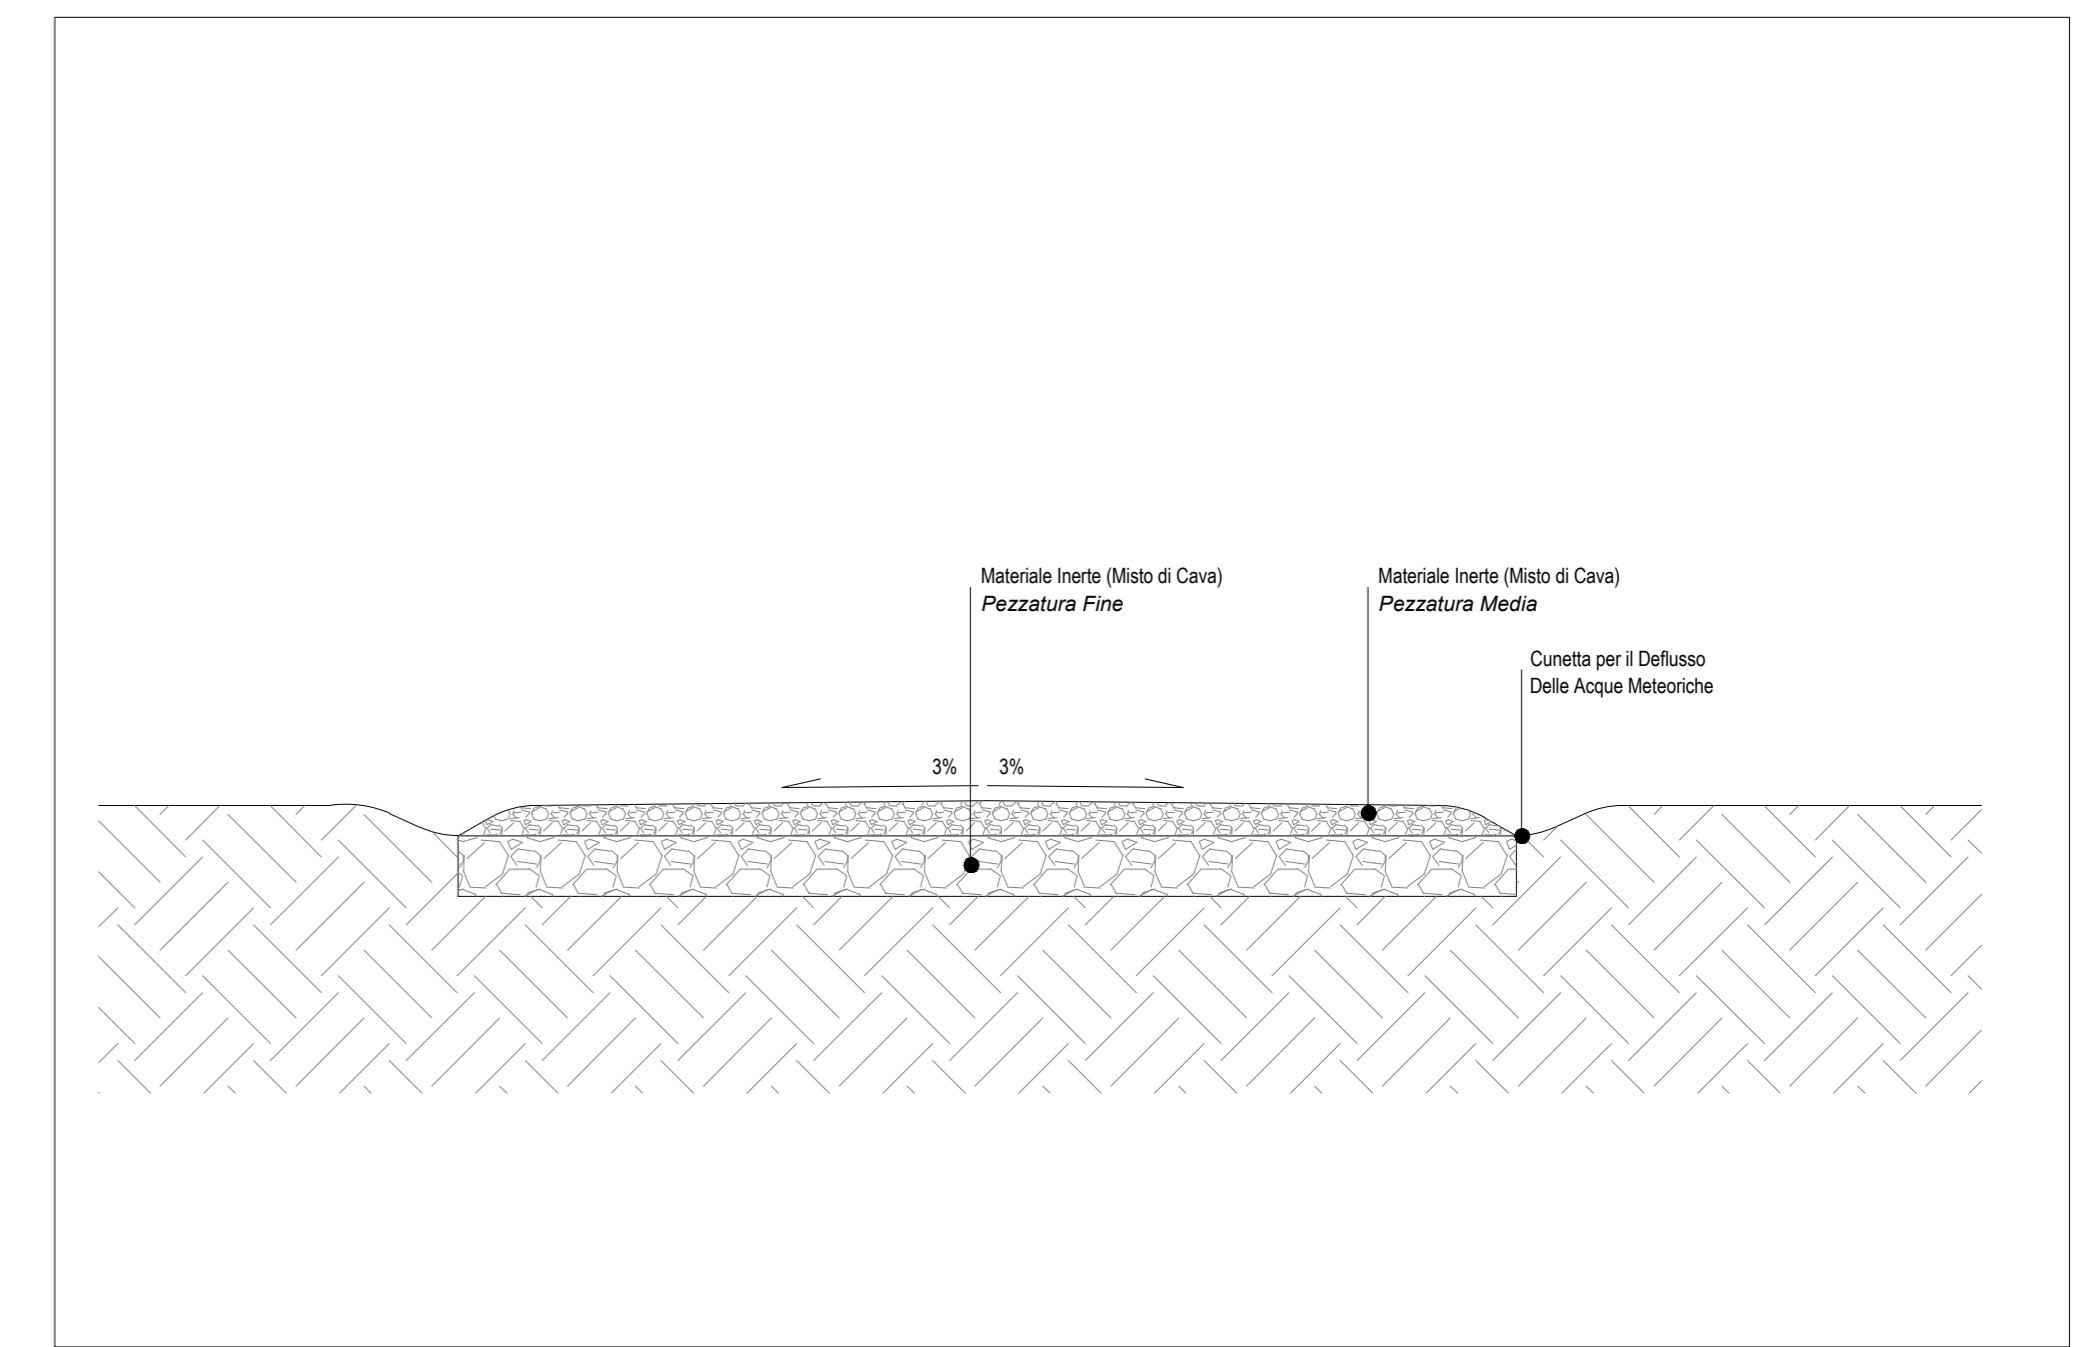 Materiale Inerte (Misto di Cava)
Pezzatura Fine
Materiale Inerte (Misto di Cava)
Pezzatura Media
Cunetta per il Deflusso
Delle Acque Meteoriche
3%
3%